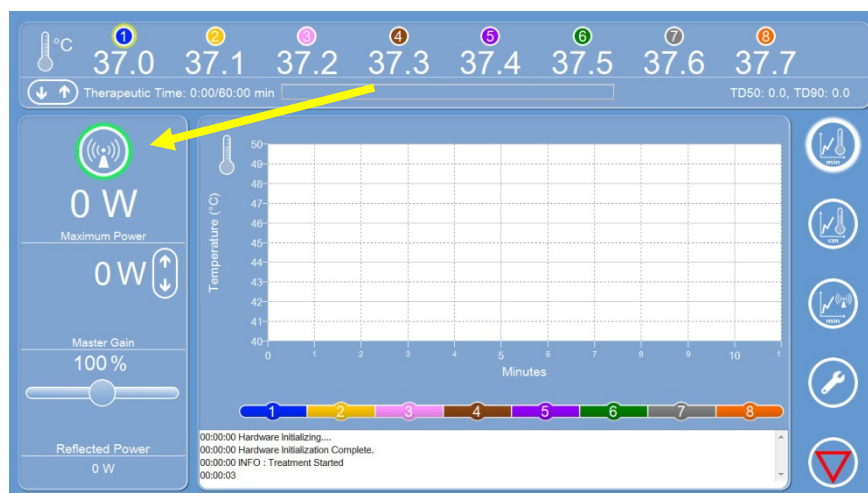 °C 1 2 3 4 5 6 7 8
37.0 37.1 37.2 37.3 37.4 37.5 37.6 37.7
Therapeutic Time: 0:00/60:00 min TD50: 0.0, TD90: 0.0
0 W
Maximum Power
0 W
Master Gain
100 %
Reflected Power
0 W
Temperature (°C)
50
49
48
47
46
45
44
43
42
41
40
0 1 2 3 4 5 6 7 8 9 10 1
Minutes
1 2 3 4 5 6 7 8
00:00:00 Hardware Initializing....
00:00:00 Hardware Initialization Complete.
00:00:00 INFO : Treatment Started
00:00:03
min
cm
min